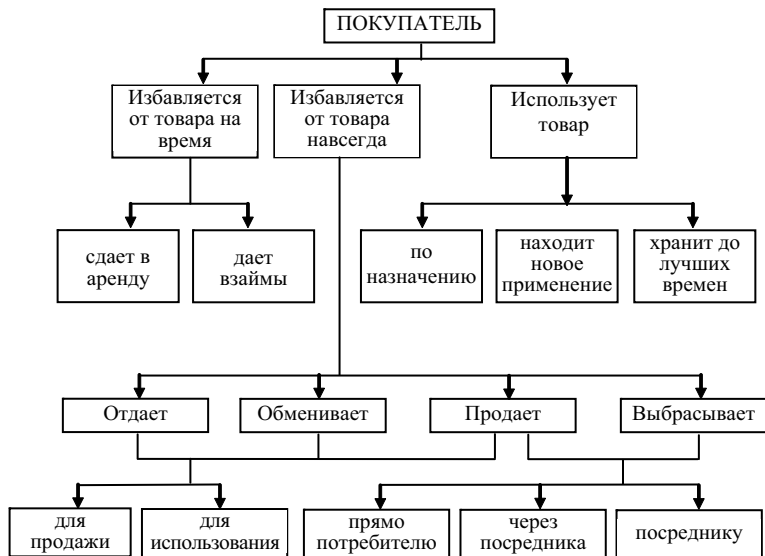 ПОКУПАТЕЛЬ
Избавляется
от товара на
время
Избавляется
от товара
навсегда
Использует
товар
сдает в
аренду
дает
взаймы
по
назначению
находит
новое
применение
хранит до
лучших
времен
Отдает
Обменивает
Продает
Выбрасывает
для
продажи
для
использования
прямо
потребителю
через
посредника
посреднику